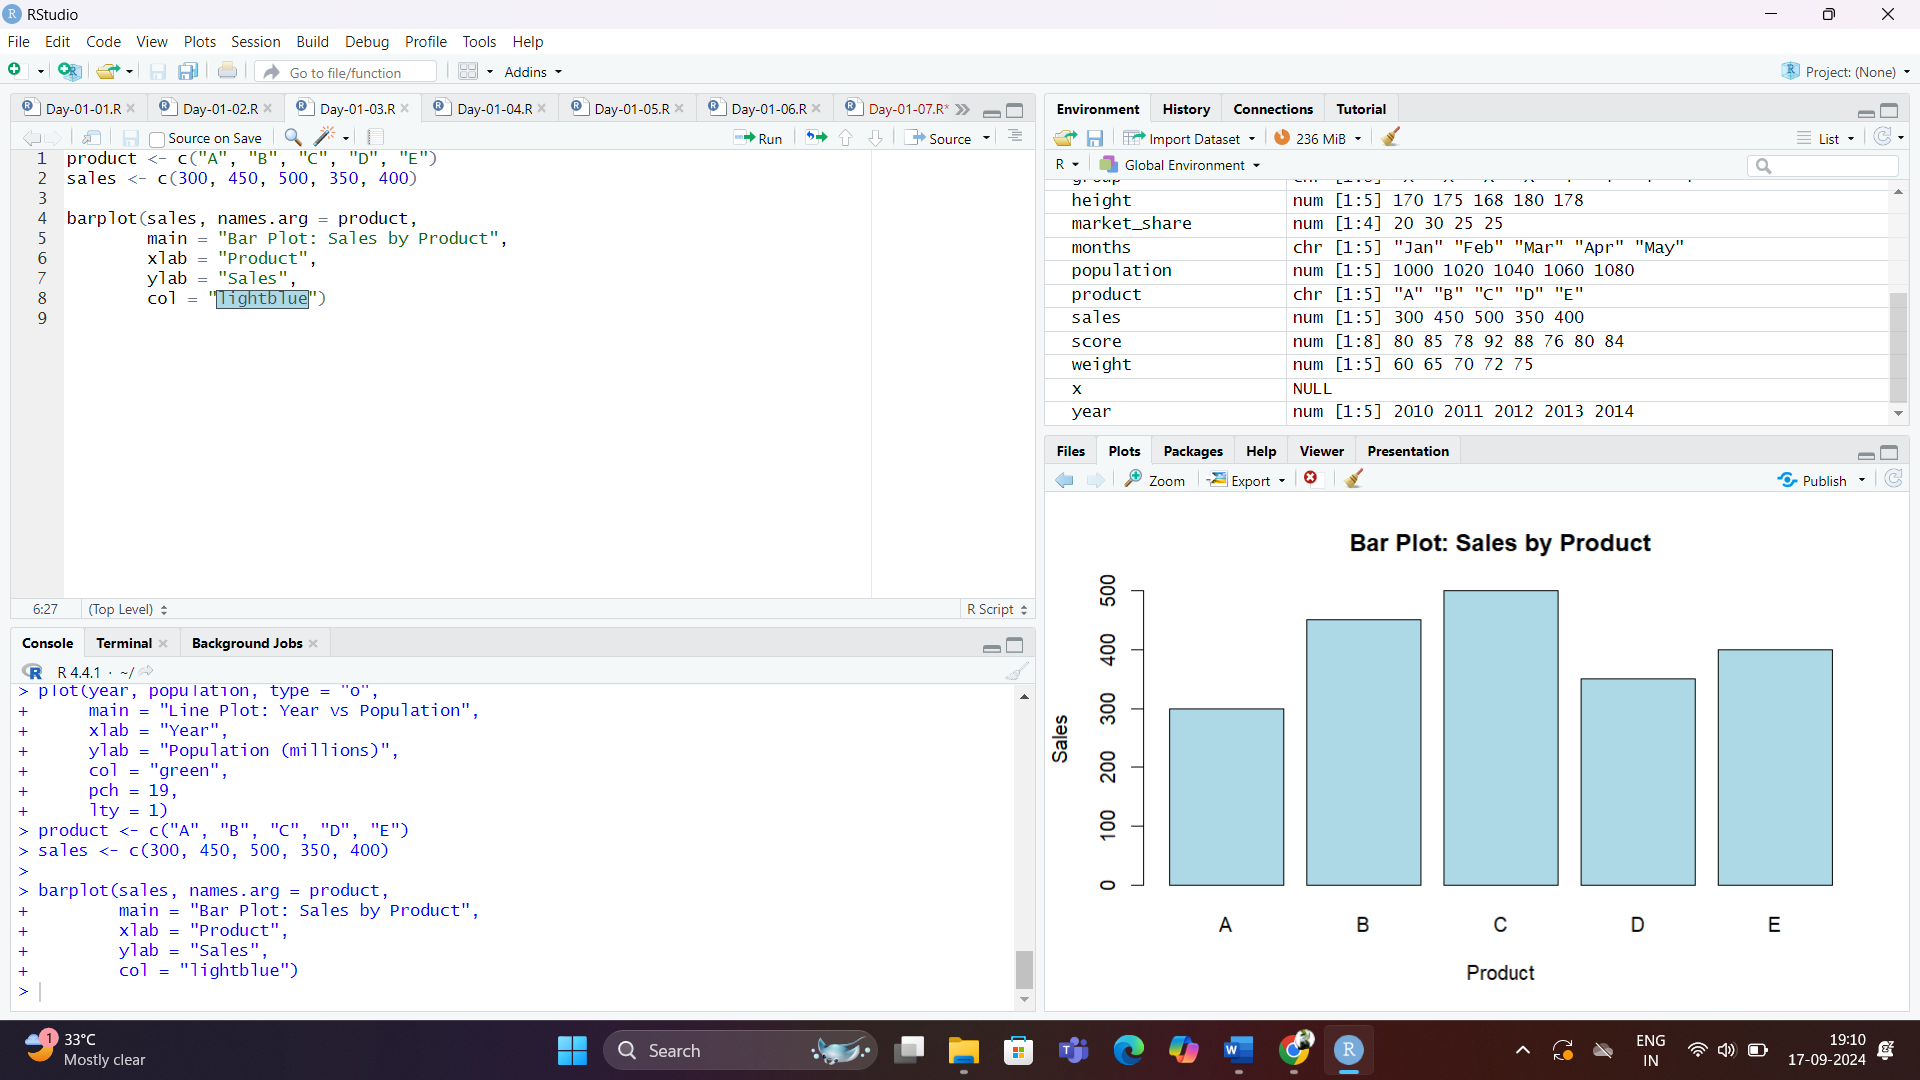 RStudio
File Edit Code View Plots Session Build Debug Profile Tools Help
Go to file/function
Addins
Project: (None)
Day-01-01.R
Day-01-02.R
Day-01-03.R
Day-01-04.R
Day-01-05.R
Day-01-06.R
Day-01-07.R*
Source on Save
Run
Source
1 product <- c("A", "B", "C", "D", "E")
2 sales <- c(300, 450, 500, 350, 400)
3
4 barplot(sales, names.arg = product,
5 main = "Bar Plot: Sales by Product",
6 xlab = "Product",
7 ylab = "Sales",
8 col = "lightblue")
9
6:27 (Top Level) R Script
Console Terminal Background Jobs
R 4.4.1 · ~/
> plot(year, population, type = "o",
+ main = "Line Plot: Year vs Population",
+ xlab = "Year",
+ ylab = "Population (millions)",
+ col = "green",
+ pch = 19,
+ lty = 1)
> product <- c("A", "B", "C", "D", "E")
> sales <- c(300, 450, 500, 350, 400)
>
> barplot(sales, names.arg = product,
+ main = "Bar Plot: Sales by Product",
+ xlab = "Product",
+ ylab = "Sales",
+ col = "lightblue")
>
Environment History Connections Tutorial
Import Dataset 236 MiB List
R Global Environment
height num [1:5] 170 175 168 180 178
market_share num [1:4] 20 30 25 25
months chr [1:5] "Jan" "Feb" "Mar" "Apr" "May"
population num [1:5] 1000 1020 1040 1060 1080
product chr [1:5] "A" "B" "C" "D" "E"
sales num [1:5] 300 450 500 350 400
score num [1:8] 80 85 78 92 88 76 80 84
weight num [1:5] 60 65 70 72 75
x NULL
year num [1:5] 2010 2011 2012 2013 2014
Files Plots Packages Help Viewer Presentation
Zoom Export Publish
Bar Plot: Sales by Product
Sales
500
400
300
200
100
0
A B C D E
Product
1
33°C
Mostly clear
Search
ENG
IN
19:10
17-09-2024